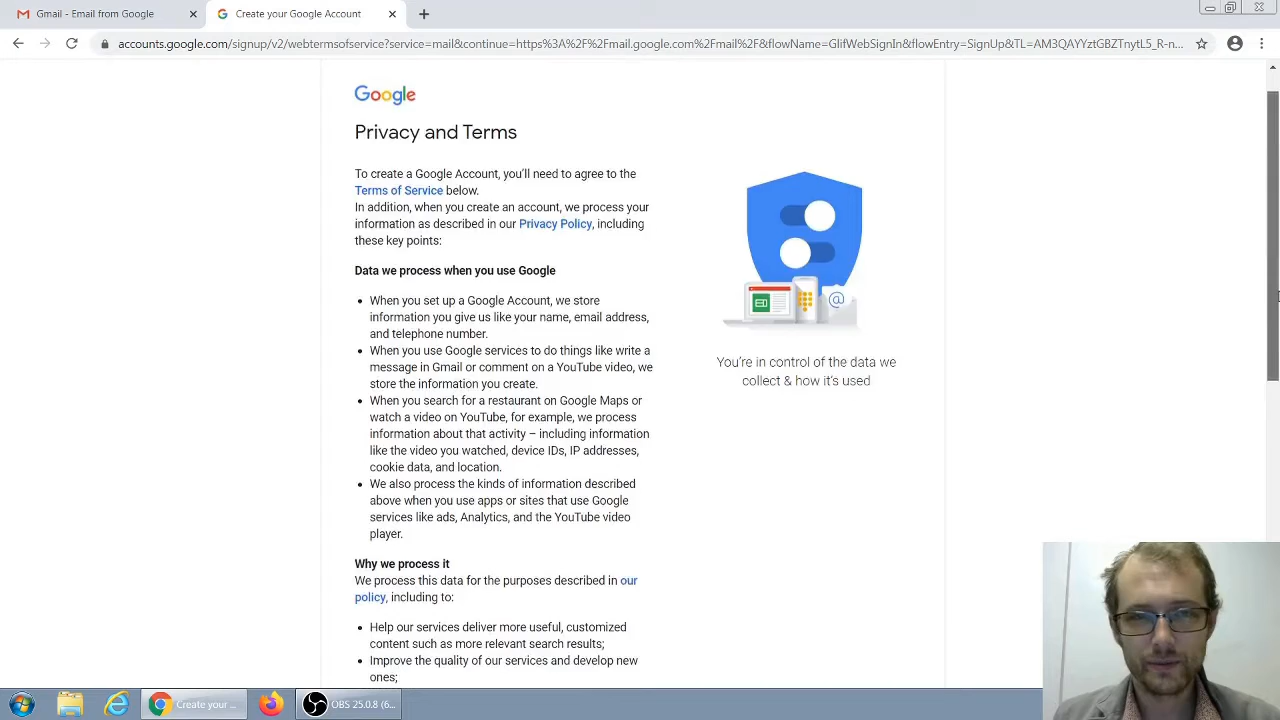 Gmail - Email from Google
Create your Google Account
accounts.google.com/signup/v2/webtermsofservice?service=mail&continue=https%3A%2F%2Fmail.google.com%2Fmail%2F&flowName=GlifWebSignIn&flowEntry=SignUp&TL=AM3QAYYztGBZTnytL5_R-n...
Google
Privacy and Terms
To create a Google Account, you'll need to agree to the
Terms of Service below.
In addition, when you create an account, we process your
information as described in our Privacy Policy, including
these key points:
Data we process when you use Google
• When you set up a Google Account, we store
information you give us like your name, email address,
and telephone number.
• When you use Google services to do things like write a
message in Gmail or comment on a YouTube video, we
store the information you create.
• When you search for a restaurant on Google Maps or
watch a video on YouTube, for example, we process
information about that activity – including information
like the video you watched, device IDs, IP addresses,
cookie data, and location.
• We also process the kinds of information described
above when you use apps or sites that use Google
services like ads, Analytics, and the YouTube video
player.
Why we process it
We process this data for the purposes described in our
policy, including to:
• Help our services deliver more useful, customized
content such as more relevant search results;
• Improve the quality of our services and develop new
ones;
@
You're in control of the data we
collect & how it's used
Create your ...
OBS 25.0.8 (6...